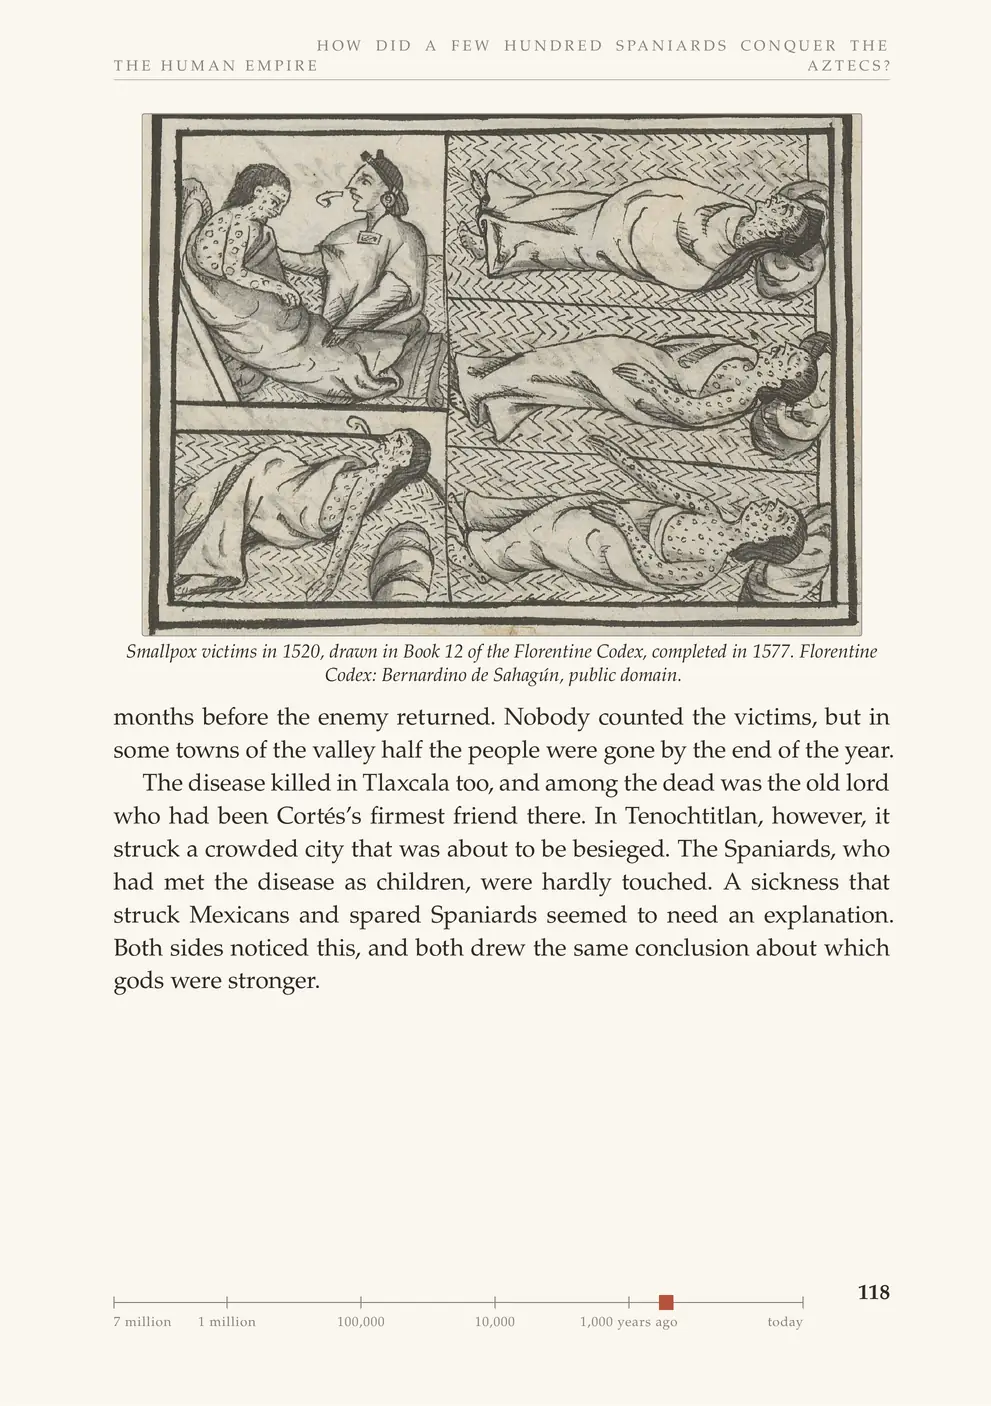 HOW DID A FEW HUNDRED SPANIARDS CONQUER THE
THE HUMAN EMPIRE AZTECS?
Smallpox victims in 1520, drawn in Book 12 of the Florentine Codex, completed in 1577. Florentine
Codex: Bernardino de Sahagún, public domain.
months before the enemy returned. Nobody counted the victims, but in
some towns of the valley half the people were gone by the end of the year.
The disease killed in Tlaxcala too, and among the dead was the old lord
who had been Cortés’s firmest friend there. In Tenochtitlan, however, it
struck a crowded city that was about to be besieged. The Spaniards, who
had met the disease as children, were hardly touched. A sickness that
struck Mexicans and spared Spaniards seemed to need an explanation.
Both sides noticed this, and both drew the same conclusion about which
gods were stronger.
118
7 million 1 million 100,000 10,000 1,000 years ago today